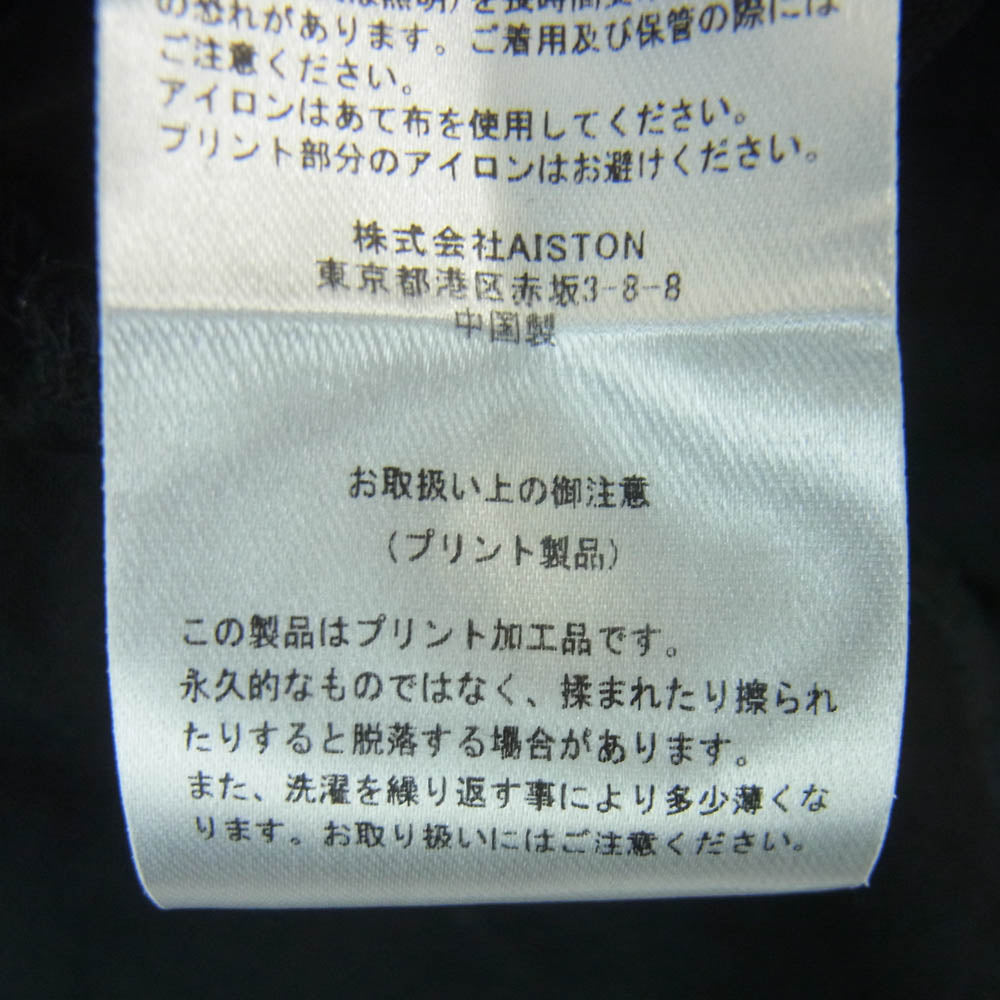 は照明)を長時間
の恐れがあります。ご着用及び保管の際には
ご注意ください。
アイロンはあて布を使用してください。
プリント部分のアイロンはお避けください。
株式会社AISTON
東京都港区赤坂3-8-8
中国製
お取扱い上の御注意
(プリント製品)
この製品はプリント加工品です。
永久的なものではなく、揉まれたり擦られ
たりすると脱落する場合があります。
また、洗濯を繰り返す事により多少薄くな
ります。お取り扱いにはご注意ください。